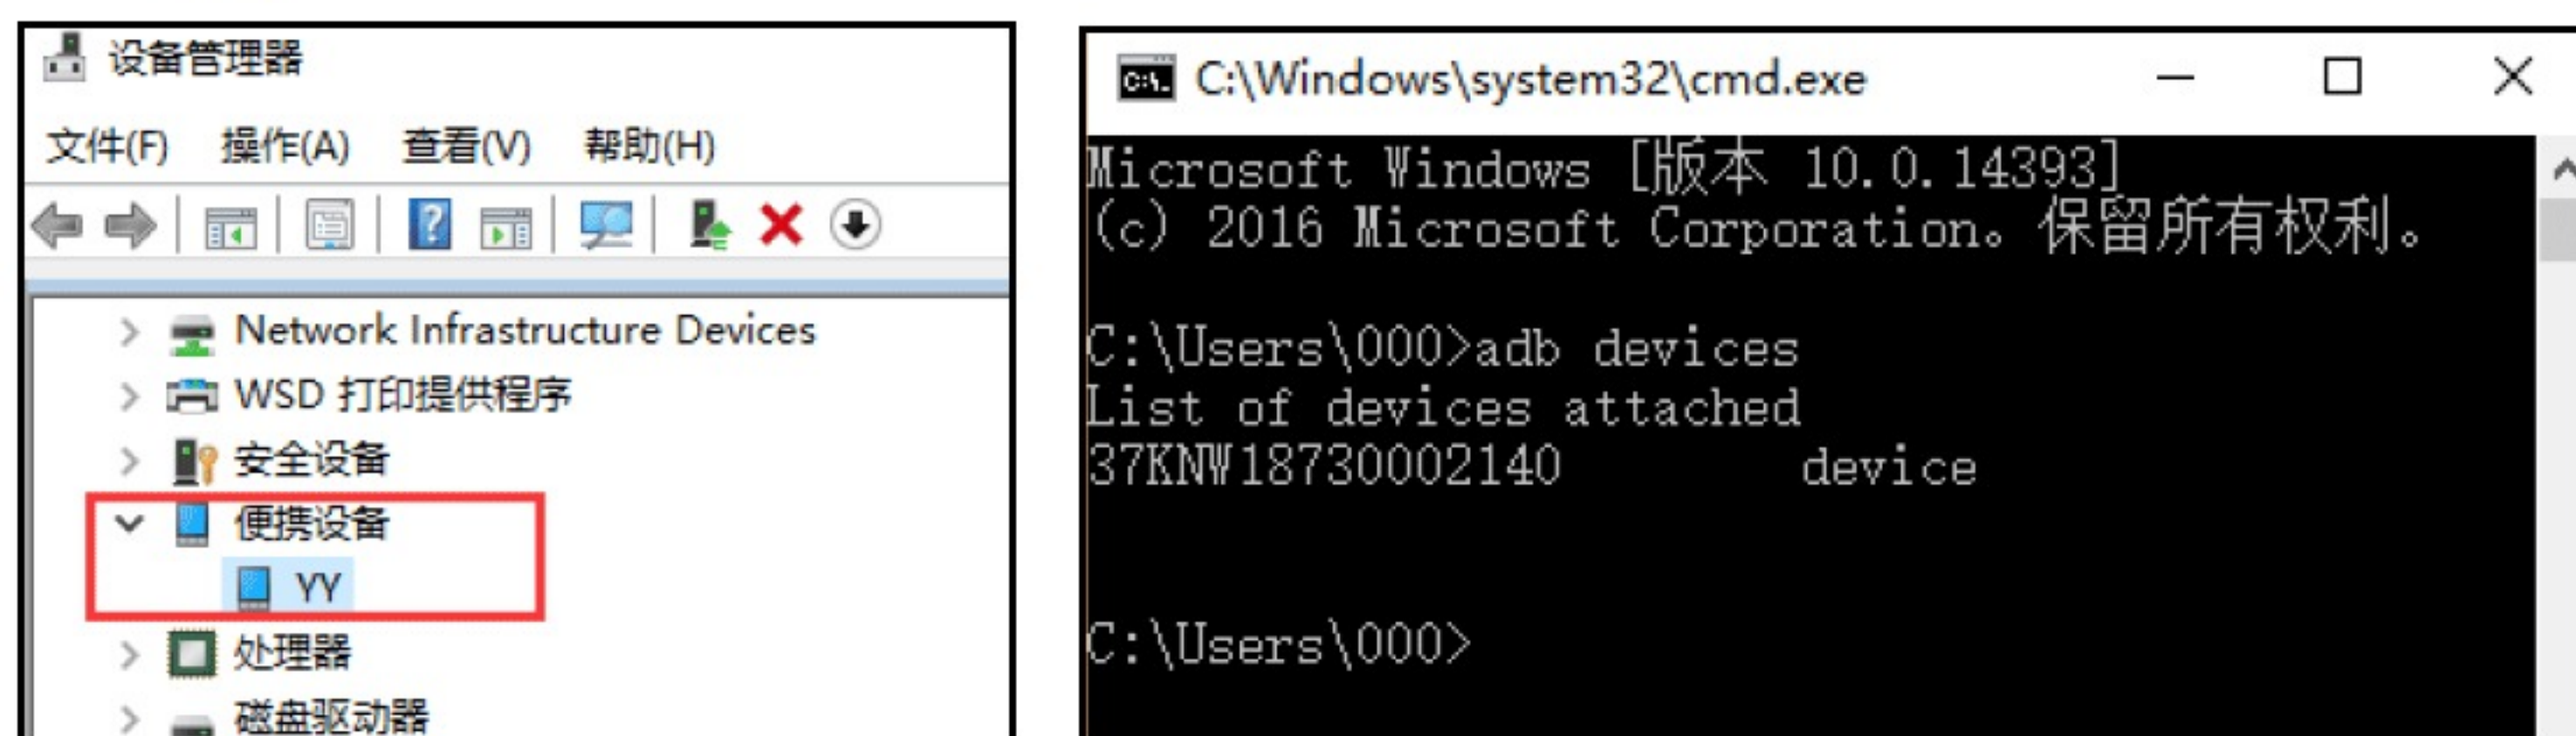 设备管理器
文件(F) 操作(A) 查看(V) 帮助(H)
Network Infrastructure Devices
WSD 打印提供程序
安全设备
便携设备
YY
处理器
磁盘驱动器
C:\Windows\system32\cmd.exe
Microsoft Windows [版本 10.0.14393]
(c) 2016 Microsoft Corporation。保留所有权利。
C:\Users\000>adb devices
List of devices attached
37KNW18730002140 device
C:\Users\000>